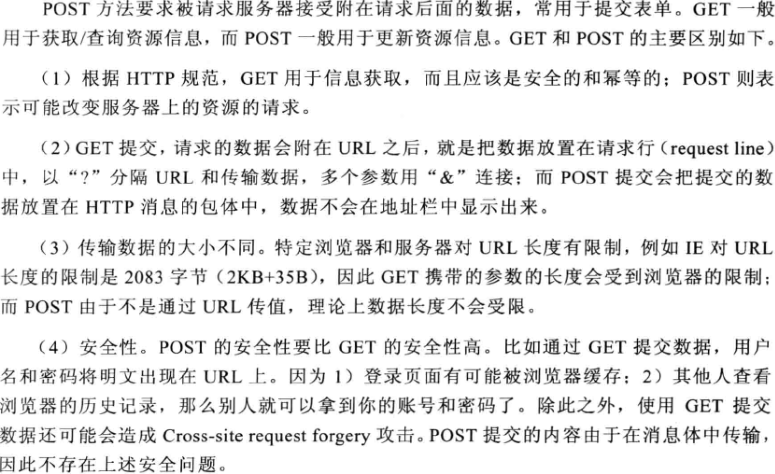 POST 方法要求被请求服务器接受附在请求后面的数据，常用于提交表单。GET 一般
用于获取/查询资源信息，而 POST 一般用于更新资源信息。GET 和 POST 的主要区别如下。
（1）根据 HTTP 规范，GET 用于信息获取，而且应该是安全的和幂等的；POST 则表
示可能改变服务器上的资源的请求。
（2）GET 提交，请求的数据会附在 URL 之后，就是把数据放置在请求行（request line）
中，以“?”分隔 URL 和传输数据，多个参数用“&”连接；而 POST 提交会把提交的数
据放置在 HTTP 消息的包体中，数据不会在地址栏中显示出来。
（3）传输数据的大小不同。特定浏览器和服务器对 URL 长度有限制，例如 IE 对 URL
长度的限制是 2083 字节（2KB+35B），因此 GET 携带的参数的长度会受到浏览器的限制；
而 POST 由于不是通过 URL 传值，理论上数据长度不会受限。
（4）安全性。POST 的安全性要比 GET 的安全性高。比如通过 GET 提交数据，用户
名和密码将明文出现在 URL 上。因为 1）登录页面有可能被浏览器缓存；2）其他人查看
浏览器的历史记录，那么别人就可以拿到你的账号和密码了。除此之外，使用 GET 提交
数据还可能会造成 Cross-site request forgery 攻击。POST 提交的内容由于在消息体中传输，
因此不存在上述安全问题。